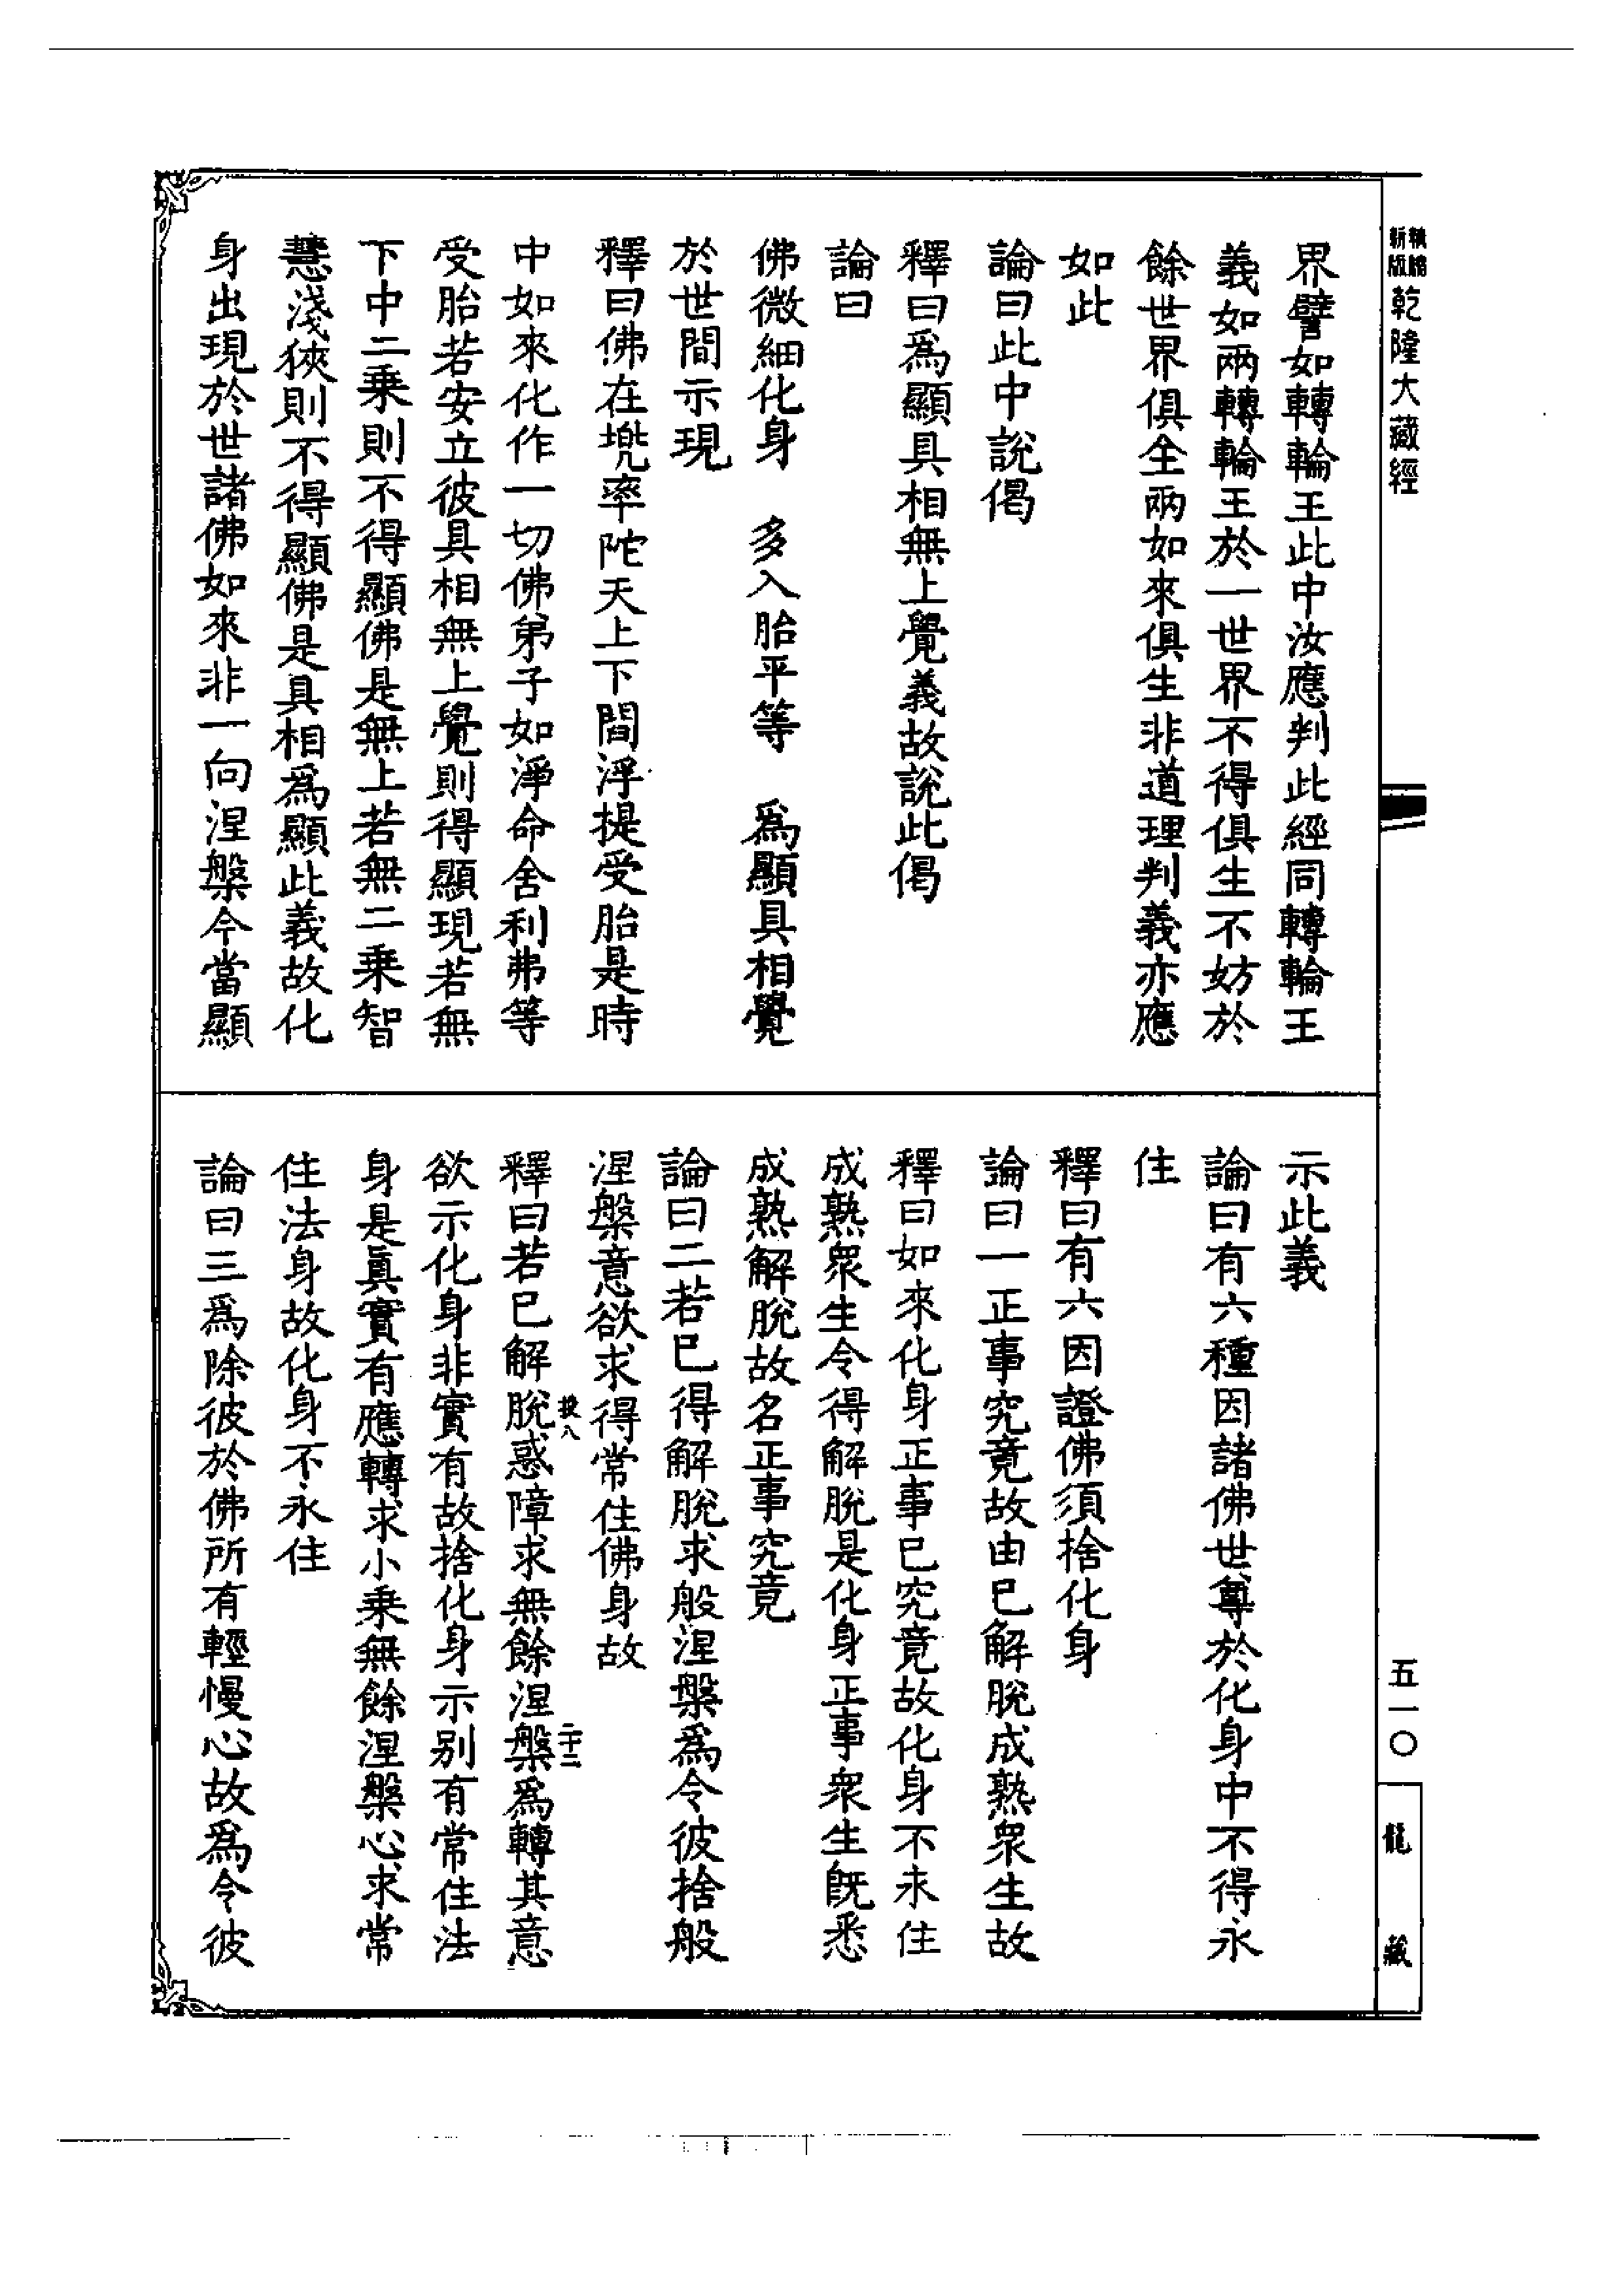 新版
精緻
乾隆大藏經
界譬如轉輪王此中汝應判此經同轉輪王
義如兩轉輪王於一世界不得俱生不妨於
餘世界俱全兩如來俱生非道理判義亦應
如此
論曰此中說偈
釋曰為顯具相無上覺義故說此偈
論曰
佛微細化身　多入胎平等　為顯具相覺
於世間示現
釋曰佛在兠率陀天上下閻浮提受胎是時
中如來化作一切佛弟子如淨命舍利弗等
受胎若安立彼具相無上覺則得顯現若無
下中二乘則不得顯佛是無上若無二乘智
慧淺狹則不得顯佛是具相為顯此義故化
身出現於世諸佛如來非一向涅槃今當顯
示此義
論曰有六種因諸佛世尊於化身中不得永
住
釋曰有六因證佛須捨化身
論曰一正事究竟故由已解脫成熟眾生故
釋曰如來化身正事已究竟故化身不永住
成熟眾生令得解脫是化身正事眾生旣悉
成熟解脫故名正事究竟
論曰二若已得解脫求般涅槃為令彼捨般
涅槃意欲求得常住佛身故
釋曰若已解脫惑障求無餘涅槃為轉其意
二十二
欲示化身非實有故捨化身示別有常住法
身是眞實有應轉求小乘無餘涅槃心求常
住法身故化身不永住
論曰三為除彼於佛所有輕慢心故為令彼
五一〇
龍藏